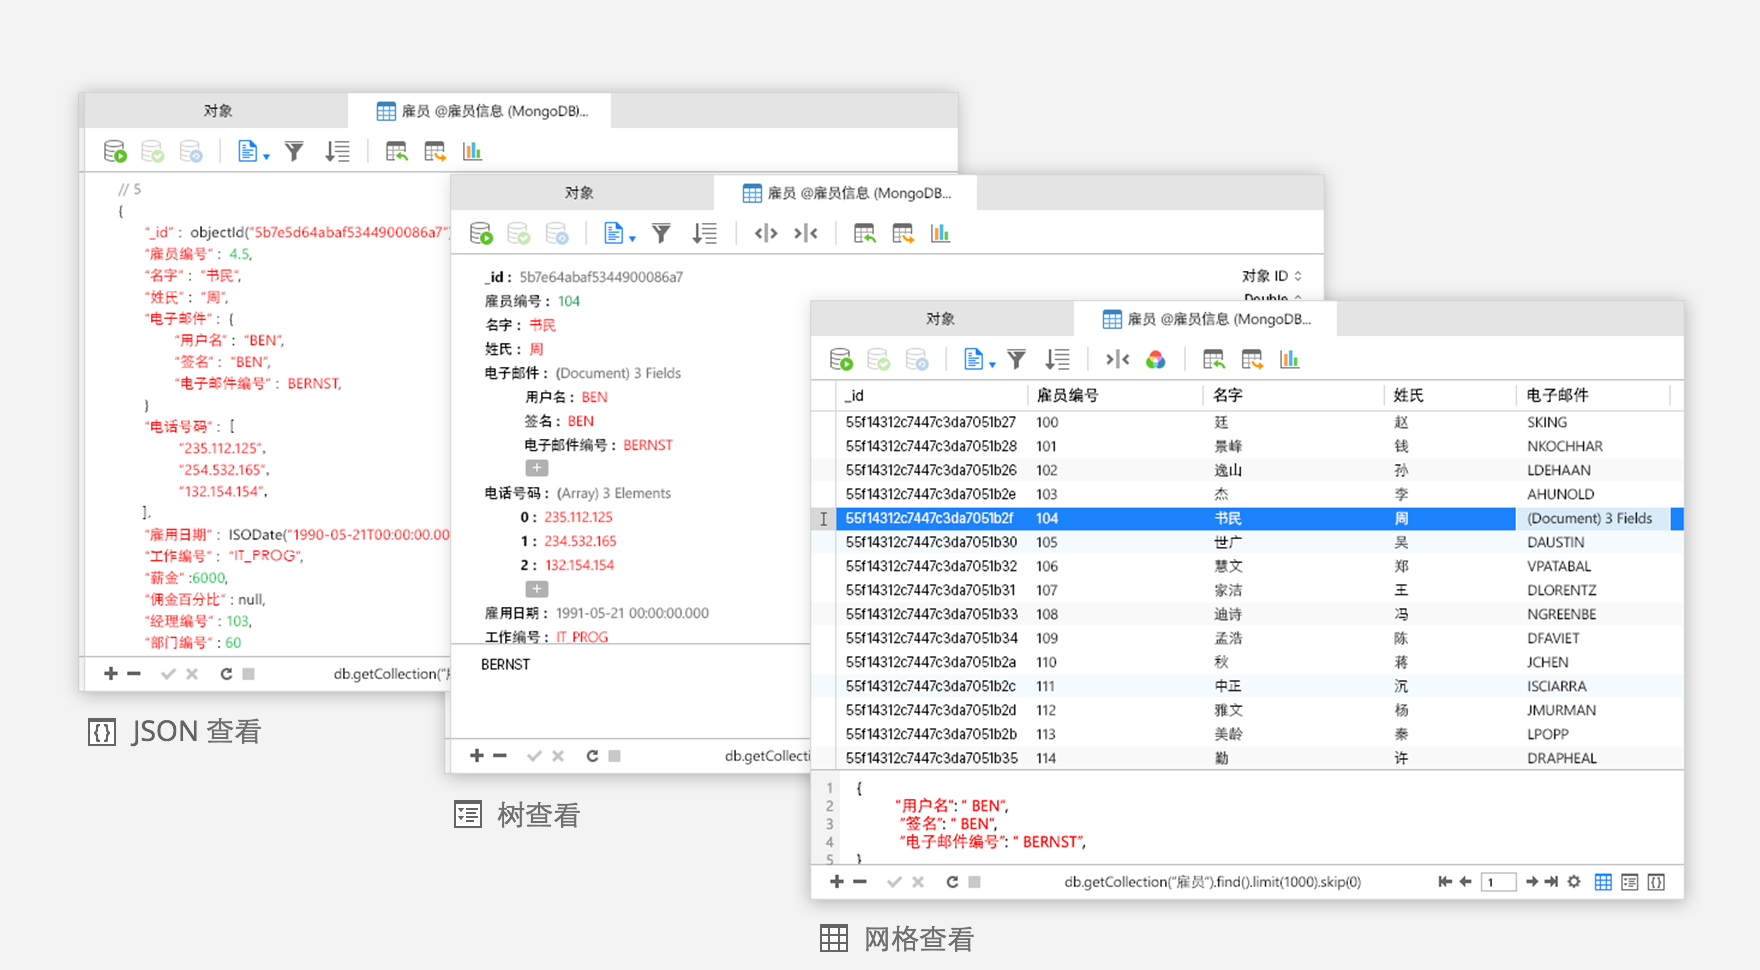 对象
雇员 @雇员信息 (MongoDB)...
// 5
{
"_id" : objectId("5b7e5d64abaf5344900086a7")
"雇员编号" : 4.5,
"名字" : "书民",
"姓氏" : "周",
"电子邮件" : {
"用户名" : "BEN",
"签名" : "BEN",
"电子邮件编号" : BERNST,
}
"电话号码" : [
"235.112.125",
"254.532.165",
"132.154.154",
],
"雇用日期" : ISODate("1990-05-21T00:00:00.00
"工作编号" : "IT_PROG",
"薪金" :6000,
"佣金百分比" : null,
"经理编号" : 103,
"部门编号" : 60
db.getCollection("
JSON 查看
对象
雇员 @雇员信息 (MongoDB...
_id : 5b7e64abaf5344900086a7
对象 ID
雇员编号 : 104
Double
名字 : 书民
姓氏 : 周
电子邮件 : (Document) 3 Fields
用户名 : BEN
签名 : BEN
电子邮件编号 : BERNST
电话号码 : (Array) 3 Elements
0 : 235.112.125
1 : 234.532.165
2 : 132.154.154
雇用日期 : 1991-05-21 00:00:00.000
工作编号 : IT_PROG
BERNST
db.getCollecti
树查看
对象
雇员 @雇员信息 (MongoDB...
_id 雇员编号 名字 姓氏 电子邮件
55f14312c7447c3da7051b27 100 廷 赵 SKING
55f14312c7447c3da7051b28 101 景峰 钱 NKOCHHAR
55f14312c7447c3da7051b26 102 逸山 孙 LDEHAAN
55f14312c7447c3da7051b2e 103 杰 李 AHUNOLD
55f14312c7447c3da7051b2f 104 书民 周 (Document) 3 Fields
55f14312c7447c3da7051b30 105 世广 吴 DAUSTIN
55f14312c7447c3da7051b32 106 慧文 郑 VPATABAL
55f14312c7447c3da7051b31 107 家洁 王 DLORENTZ
55f14312c7447c3da7051b33 108 迪诗 冯 NGREENBE
55f14312c7447c3da7051b34 109 孟浩 陈 DFAVIET
55f14312c7447c3da7051b2a 110 秋 蒋 JCHEN
55f14312c7447c3da7051b2c 111 中正 沉 ISCIARRA
55f14312c7447c3da7051b2d 112 雅文 杨 JMURMAN
55f14312c7447c3da7051b2b 113 美龄 秦 LPOPP
55f14312c7447c3da7051b35 114 勤 许 DRAPHEAL
1 {
2 "用户名": " BEN",
3 "签名": " BEN",
4 "电子邮件编号": " BERNST",
5 }
db.getCollection("雇员").find().limit(1000).skip(0)
1
网格查看